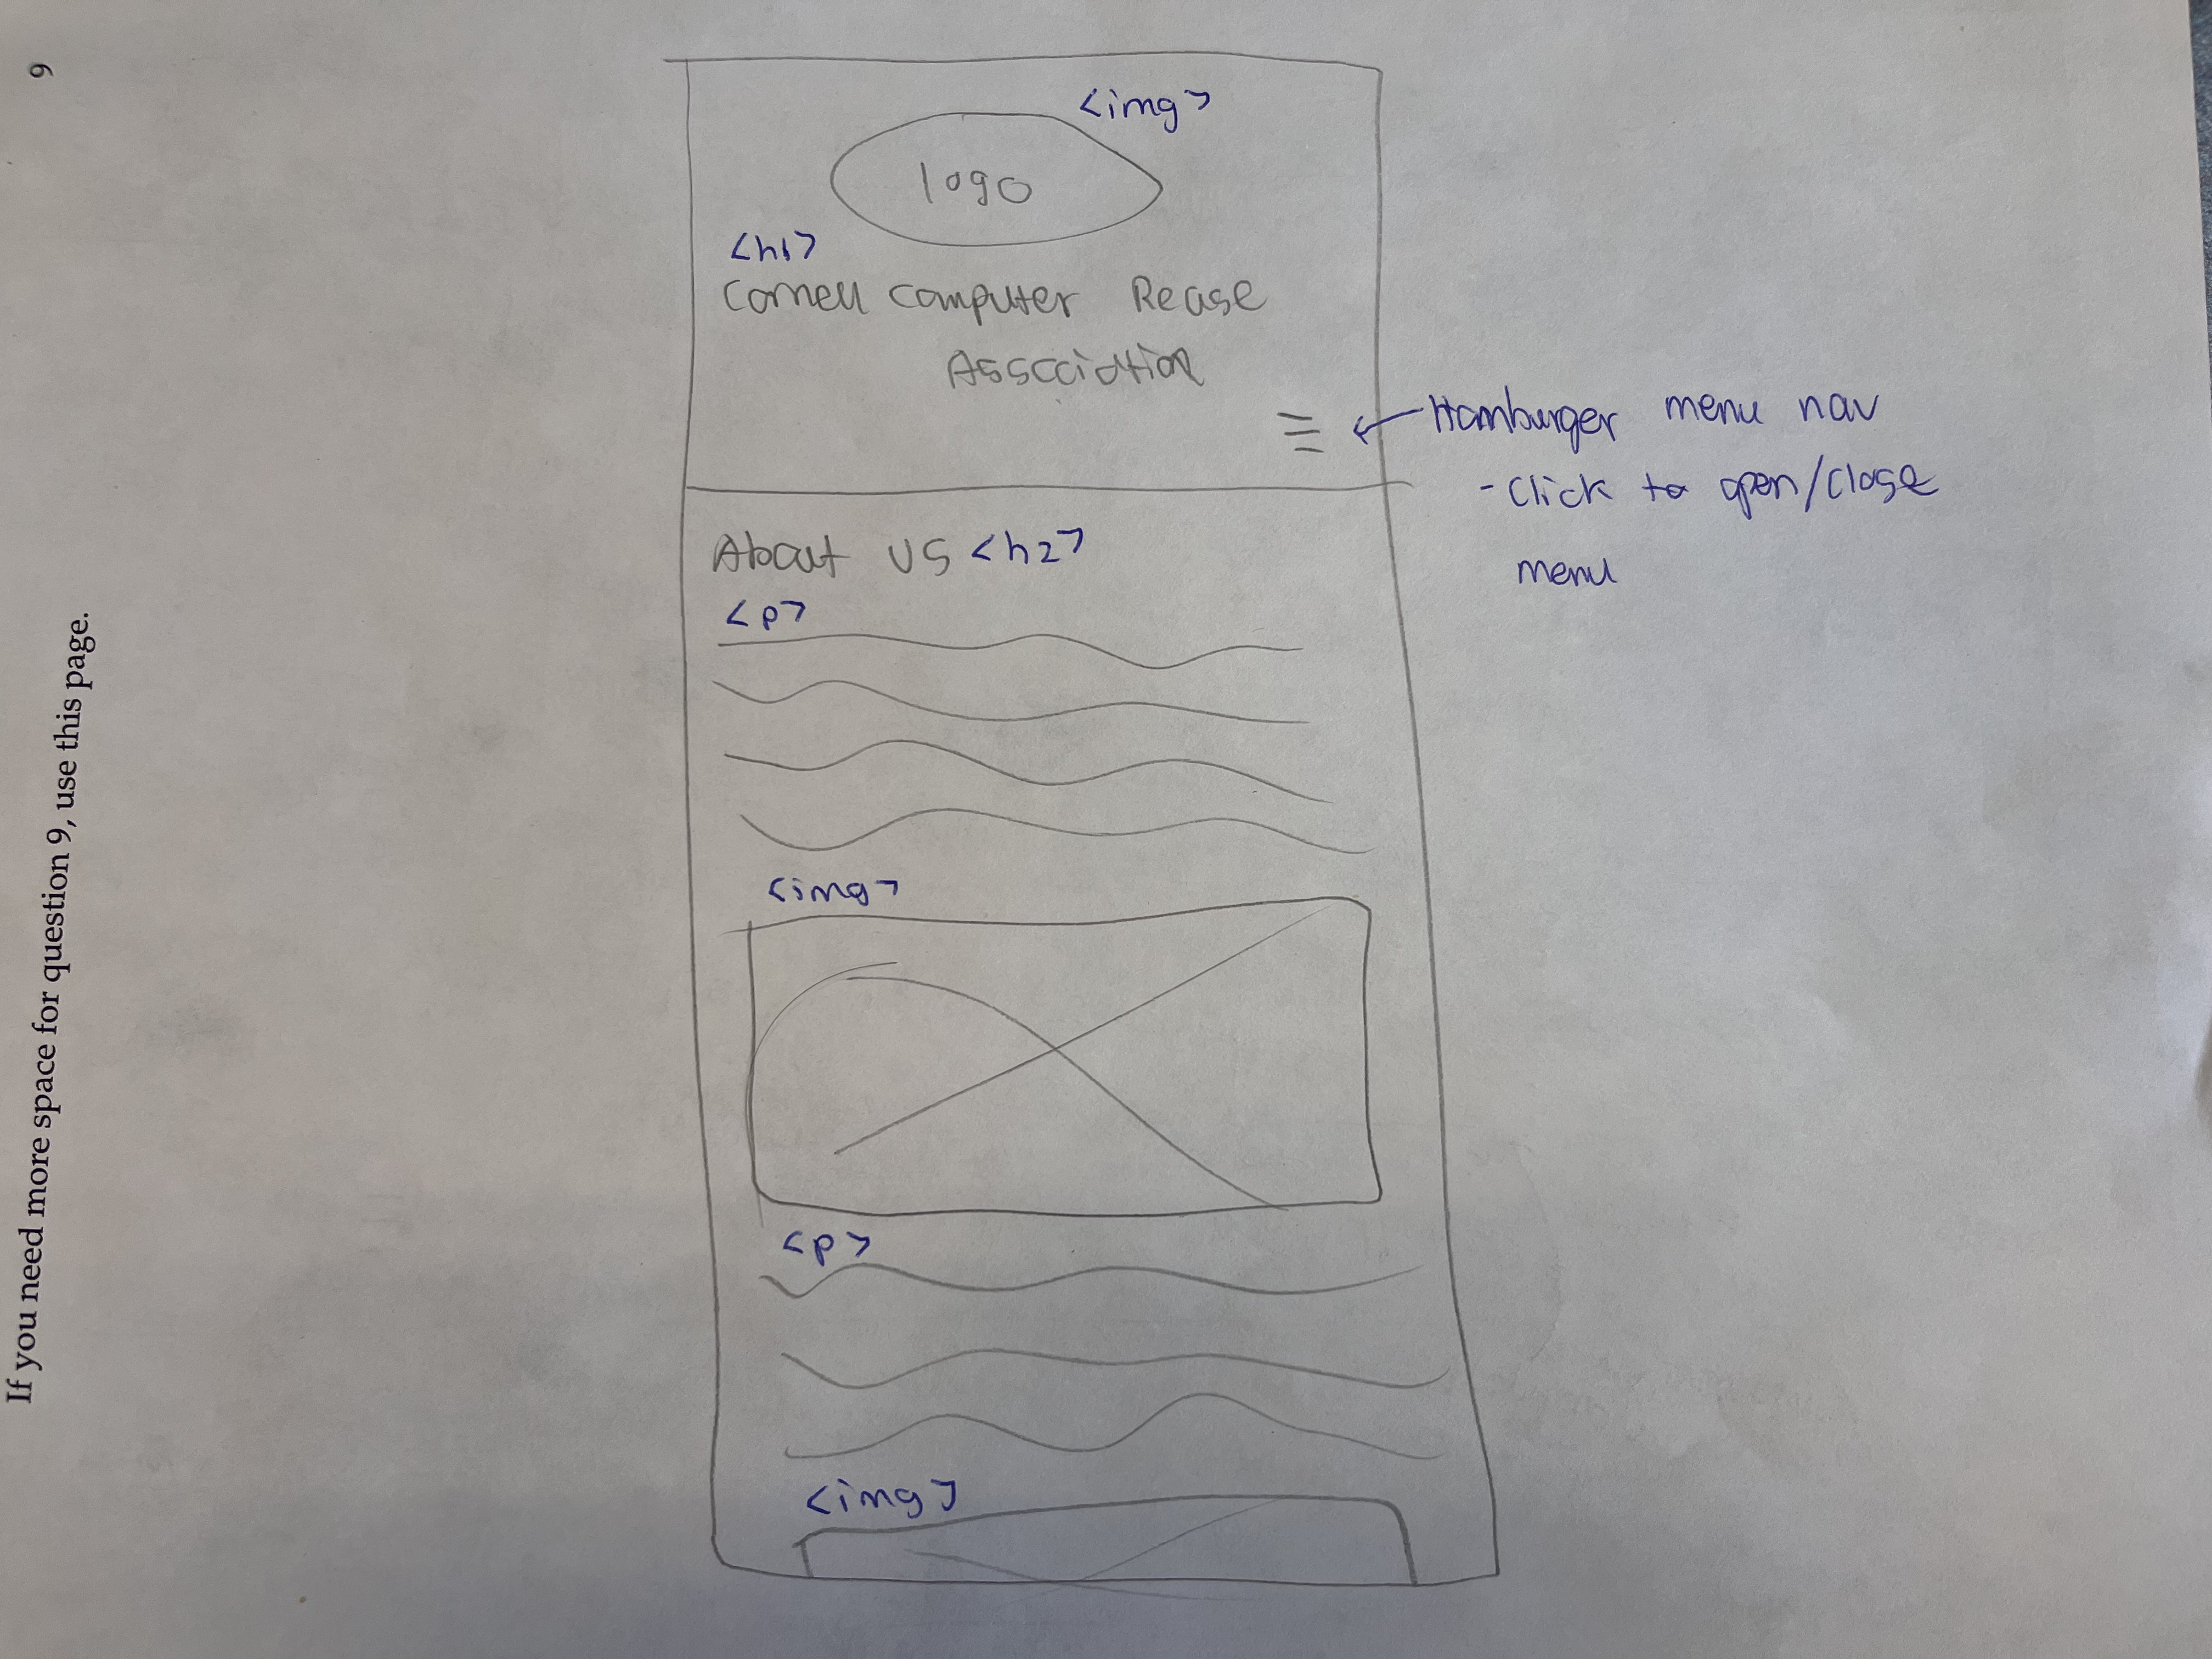 9
If you need more space for question 9, use this page.
<img>
logo
<h1>
Cornell Computer Reuse
Association
Hamburger menu nav
- Click to open/close
menu
About us <h2>
<p>
<img>
<p>
<img>